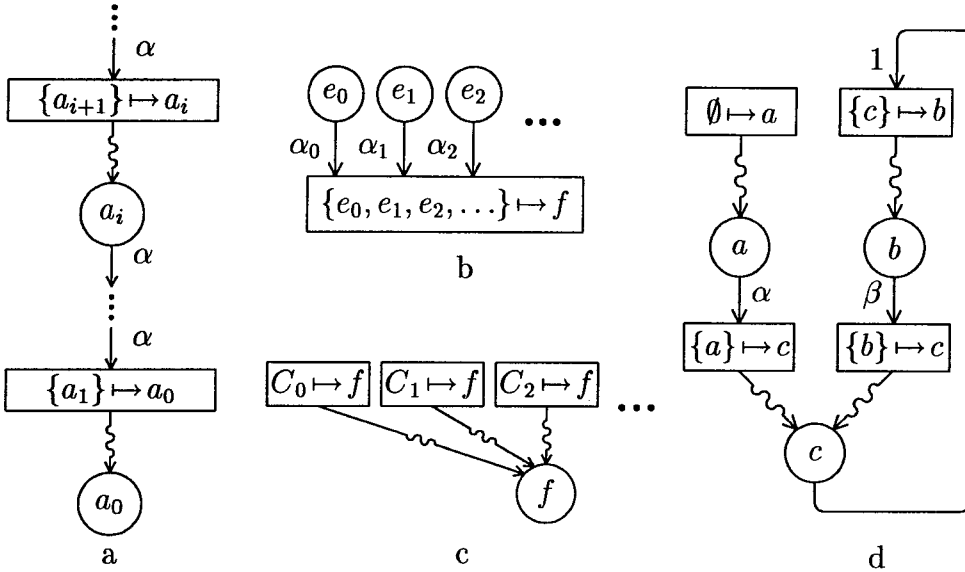 ⋮
α
{a_{i+1}} ↦ a_i
a_i
α
⋮
α
{a_1} ↦ a_0
a_0
a
e_0 e_1 e_2 ...
α_0 α_1 α_2
{e_0, e_1, e_2, ...} ↦ f
b
C_0 ↦ f C_1 ↦ f C_2 ↦ f ...
f
c
1
∅ ↦ a {c} ↦ b
a b
α β
{a} ↦ c {b} ↦ c
c
d